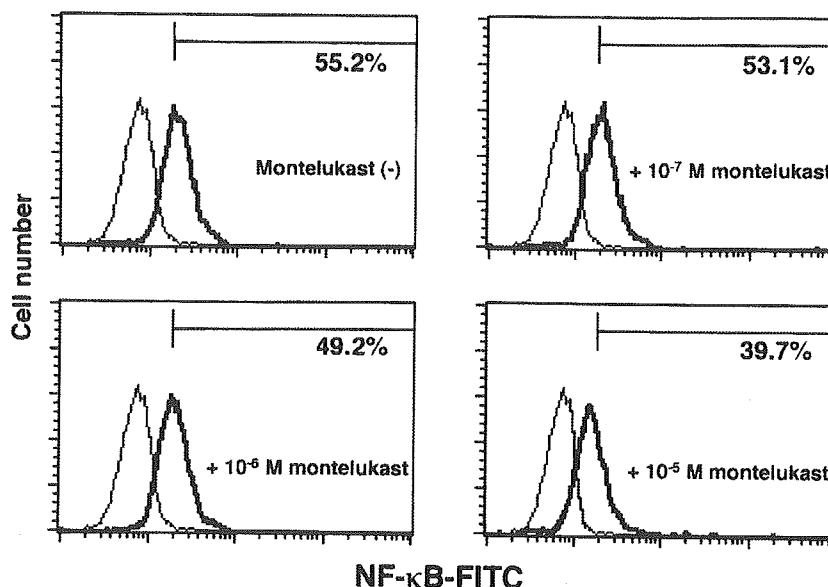 55.2%
Montelukast (-)
53.1%
+ 10⁻⁷ M montelukast
Cell number
49.2%
+ 10⁻⁶ M montelukast
39.7%
+ 10⁻⁵ M montelukast
NF-κB-FITC